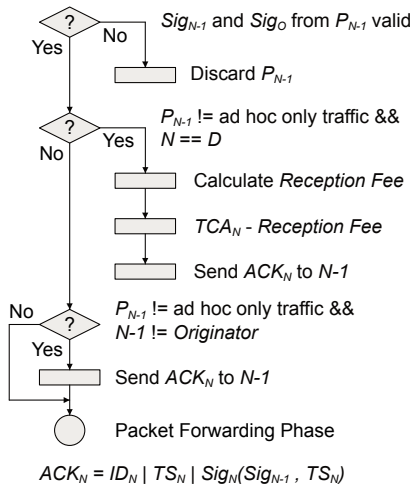 ? Sig_{N-1} and Sig_O from P_{N-1} valid
Yes No
Discard P_{N-1}
P_{N-1} != ad hoc only traffic &&
? Yes N == D
No
Calculate Reception Fee
TCA_N - Reception Fee
Send ACK_N to N-1
No P_{N-1} != ad hoc only traffic &&
? N-1 != Originator
Yes
Send ACK_N to N-1
Packet Forwarding Phase
ACK_N = ID_N | TS_N | Sig_N(Sig_{N-1} , TS_N)